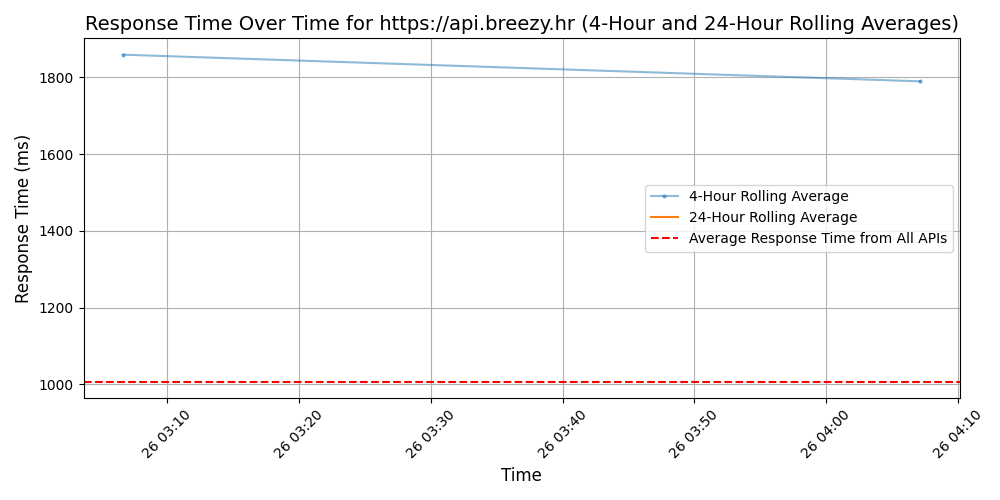 Response Time Over Time for https://api.breezy.hr (4-Hour and 24-Hour Rolling Averages)
Response Time (ms)
1800
1600
1400
1200
1000
4-Hour Rolling Average
24-Hour Rolling Average
Average Response Time from All APIs
26 03:10
26 03:20
26 03:30
26 03:40
26 03:50
26 04:00
26 04:10
Time